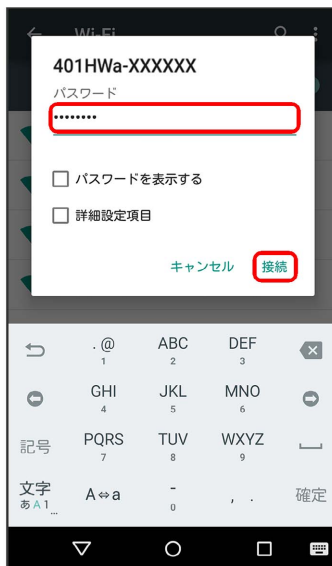 Wi-Fi
401HWa-XXXXXX
パスワード
••••••••
パスワードを表示する
詳細設定項目
キャンセル 接続
. @ ABC DEF
1 2 3
GHI JKL MNO
4 5 6
記号 PQRS TUV WXYZ
7 8 9
文字 A⇔a - , . 確定
あA1... 0